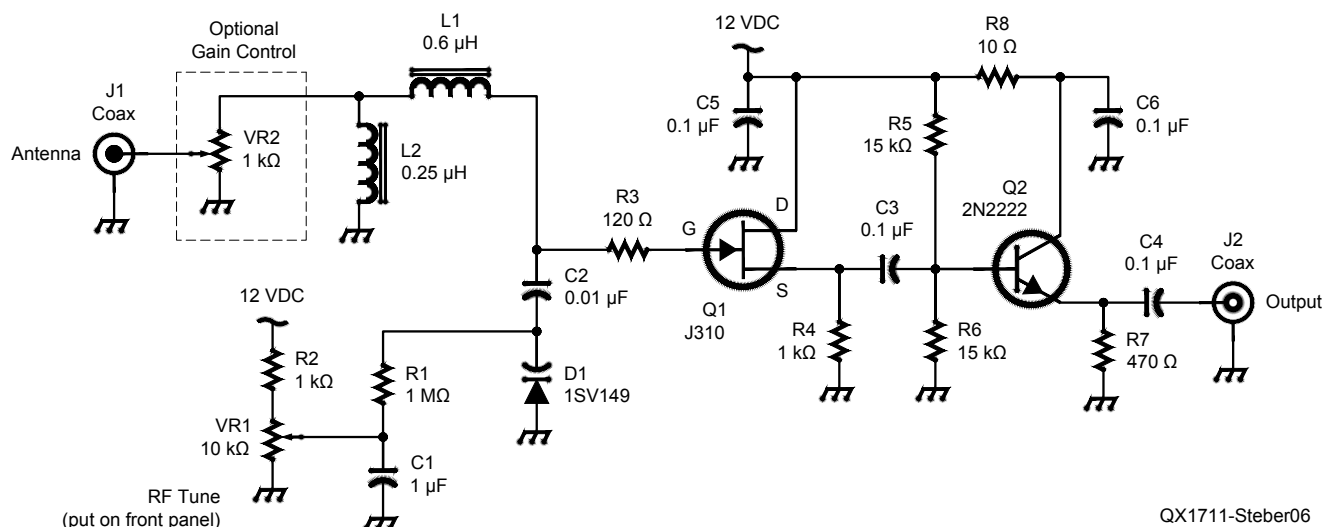 Optional
Gain Control
J1
Coax
Antenna
VR2
1 kΩ
L1
0.6 µH
L2
0.25 µH
R3
120 Ω
C2
0.01 µF
12 VDC
R2
1 kΩ
VR1
10 kΩ
R1
1 MΩ
C1
1 µF
D1
1SV149
RF Tune
(put on front panel)
12 VDC
C5
0.1 µF
G
D
S
Q1
J310
R4
1 kΩ
C3
0.1 µF
R5
15 kΩ
R6
15 kΩ
R8
10 Ω
C6
0.1 µF
Q2
2N2222
R7
470 Ω
C4
0.1 µF
J2
Coax
Output
QX1711-Steber06